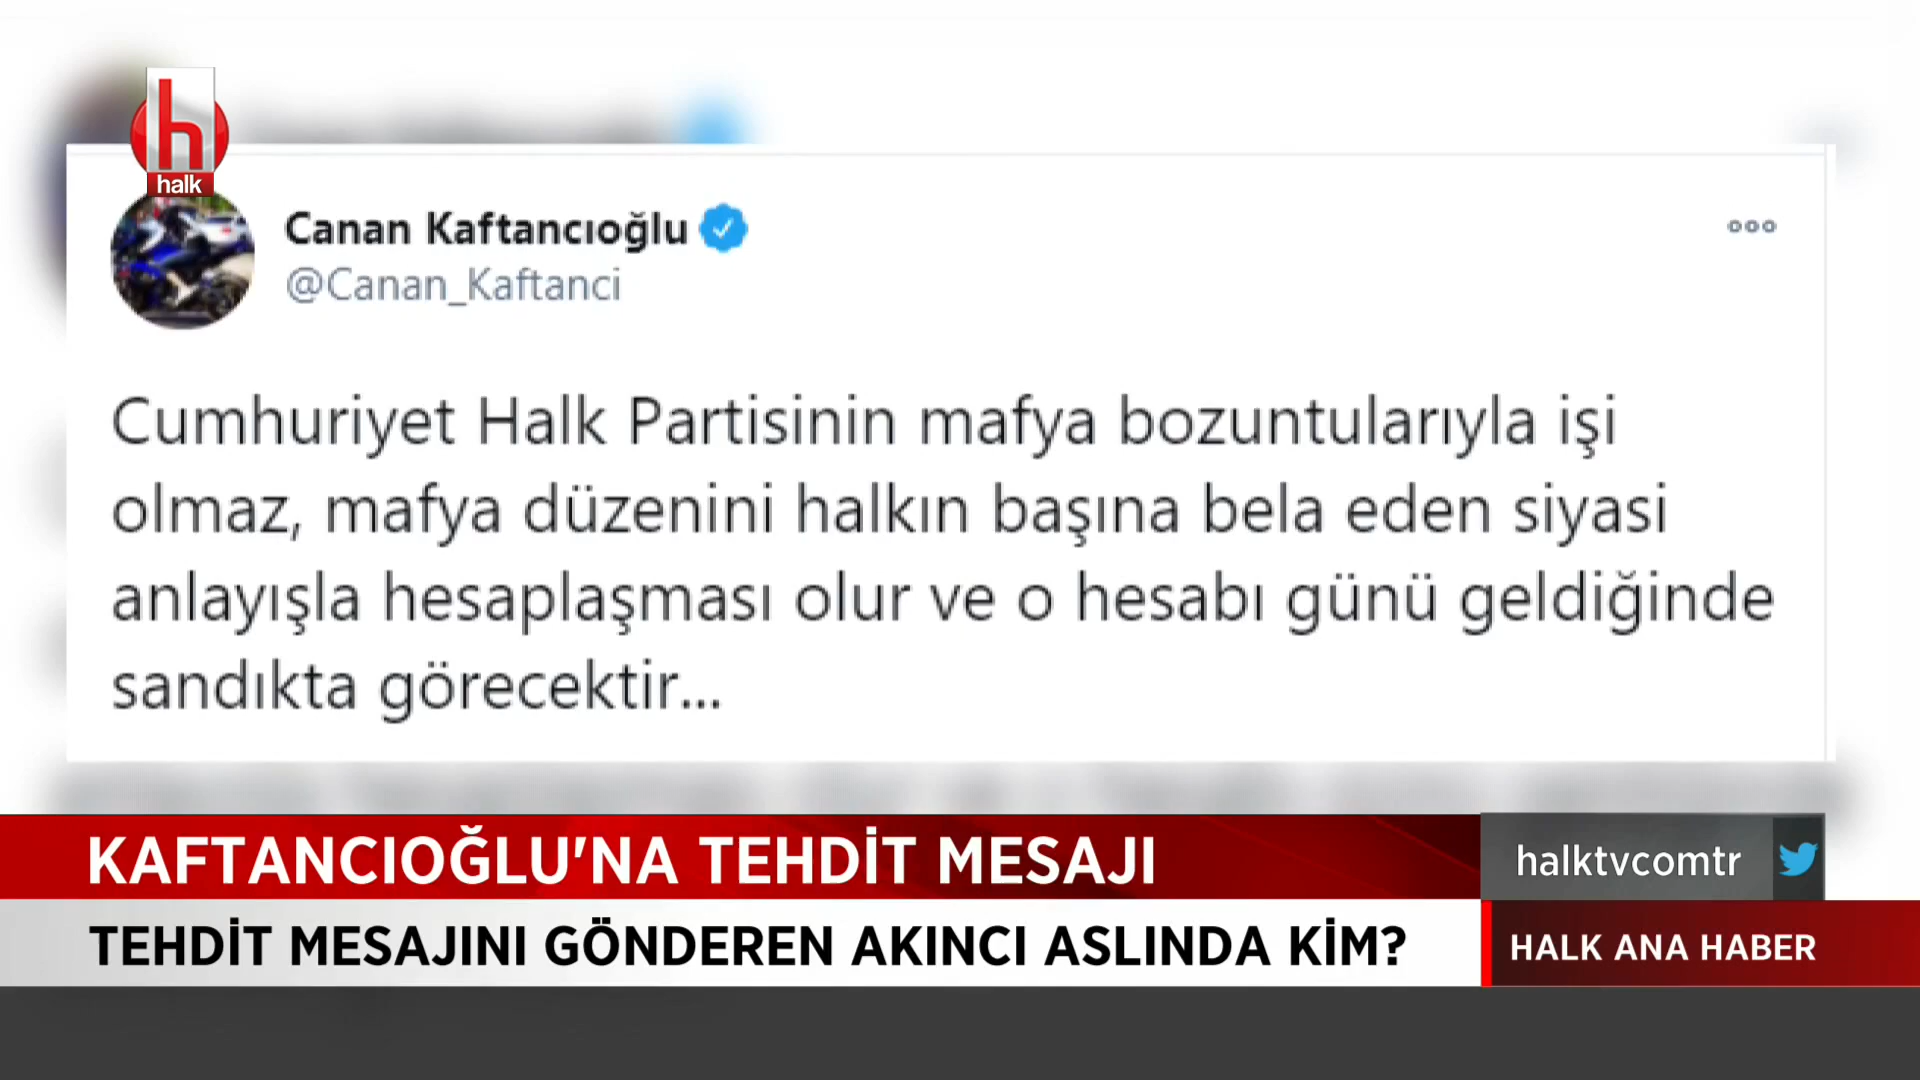 h
halk
Canan Kaftancıoğlu
@Canan_Kaftanci
Cumhuriyet Halk Partisinin mafya bozuntularıyla işi
olmaz, mafya düzenini halkın başına bela eden siyasi
anlayışla hesaplaşması olur ve o hesabı günü geldiğinde
sandıkta görecektir...
KAFTANCIOĞLU'NA TEHDİT MESAJI
halktvcomtr
TEHDİT MESAJINI GÖNDEREN AKINCI ASLINDA KİM?
HALK ANA HABER